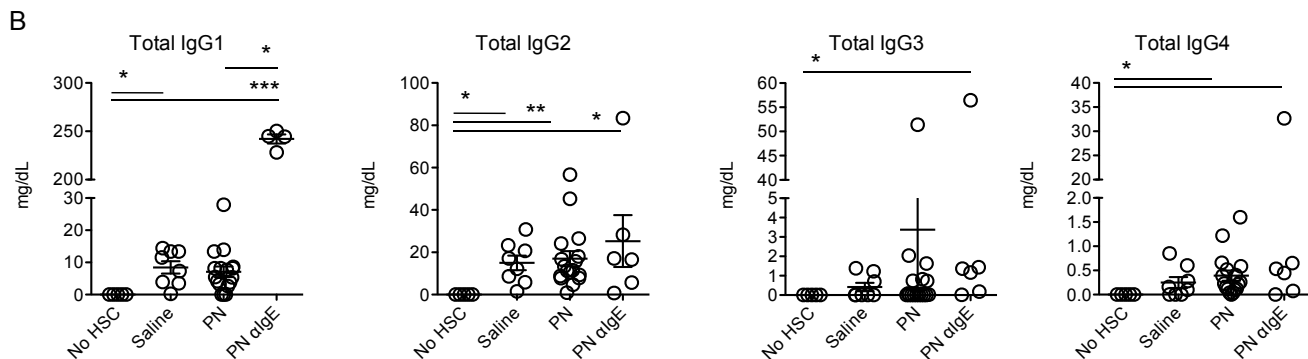 B
Total IgG1
*
*
***
mg/dL
300
250
200
30
20
10
0
No HSC
Saline
PN
PN αIgE
Total IgG2
*
**
*
mg/dL
100
80
60
40
20
0
No HSC
Saline
PN
PN αIgE
Total IgG3
*
mg/dL
60
55
50
45
40
5
4
3
2
1
0
No HSC
Saline
PN
PN αIgE
Total IgG4
*
mg/dL
40
35
30
25
20
2.0
1.5
1.0
0.5
0.0
No HSC
Saline
PN
PN αIgE